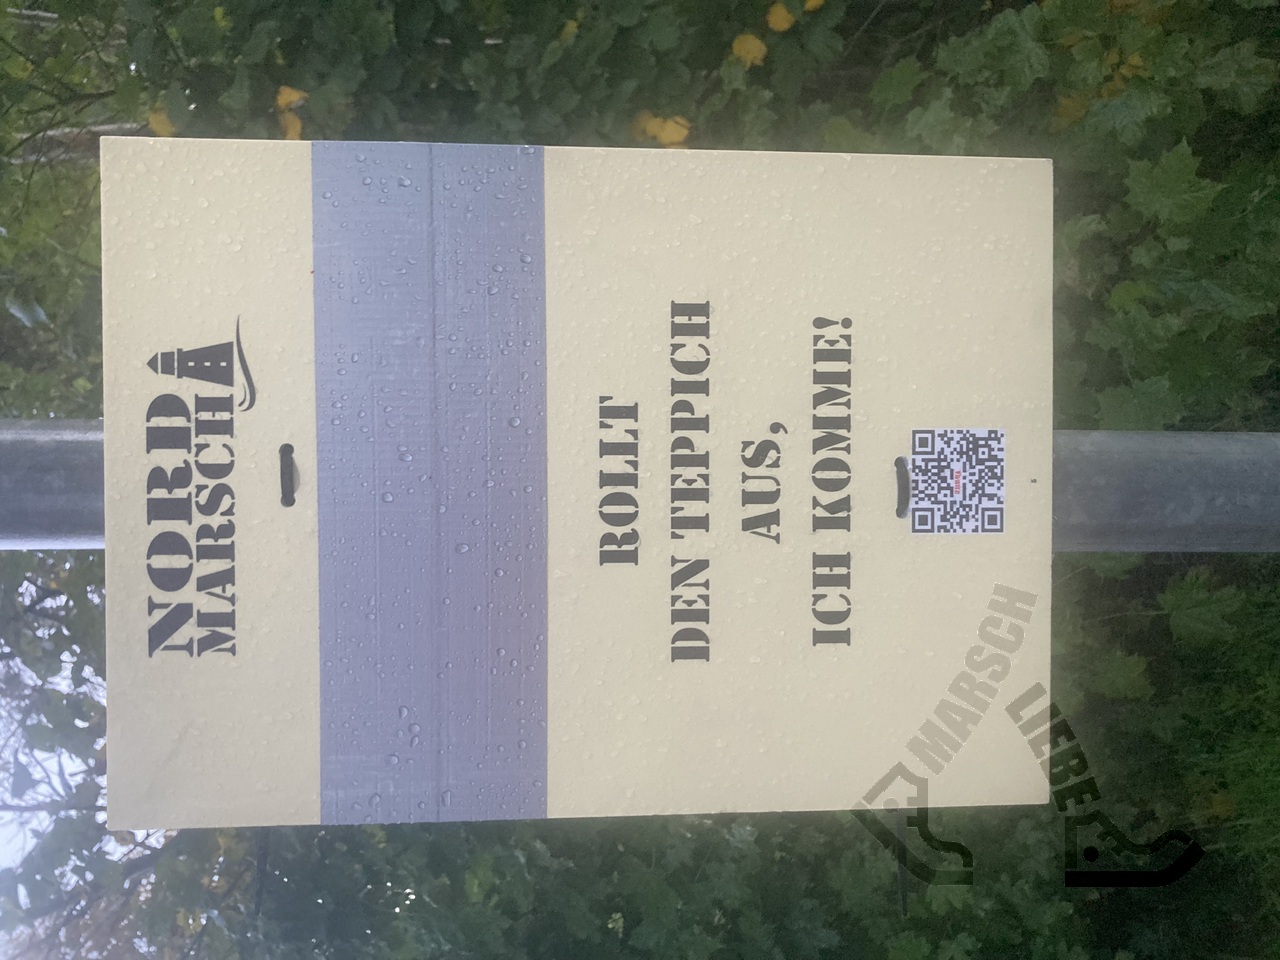 NORD
MARSCH
ROLLT
DEN TEPPICH
AUS,
ICH KOMME!
MARSCH
LIEBE